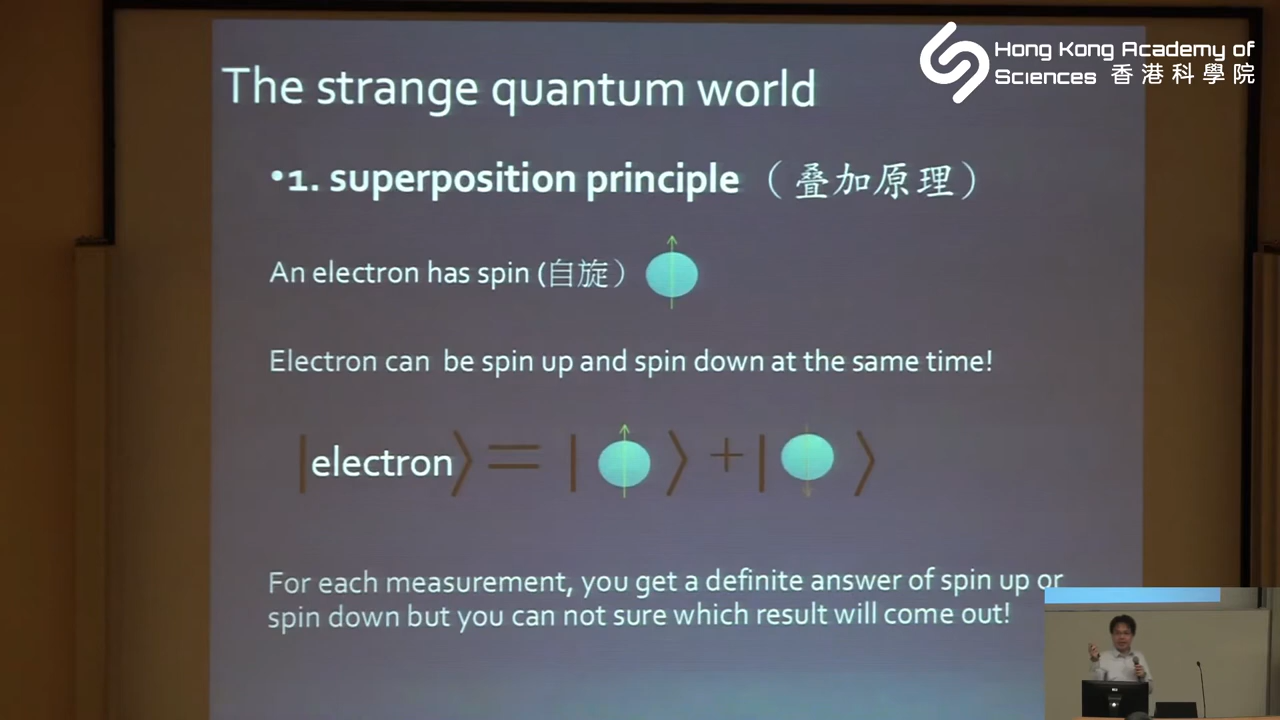 Hong Kong Academy of
Sciences 香港科學院
The strange quantum world
•1. superposition principle （叠加原理）
An electron has spin (自旋）
Electron can be spin up and spin down at the same time!
|electron⟩=| ⟩+| ⟩
For each measurement, you get a definite answer of spin up or
spin down but you can not sure which result will come out!